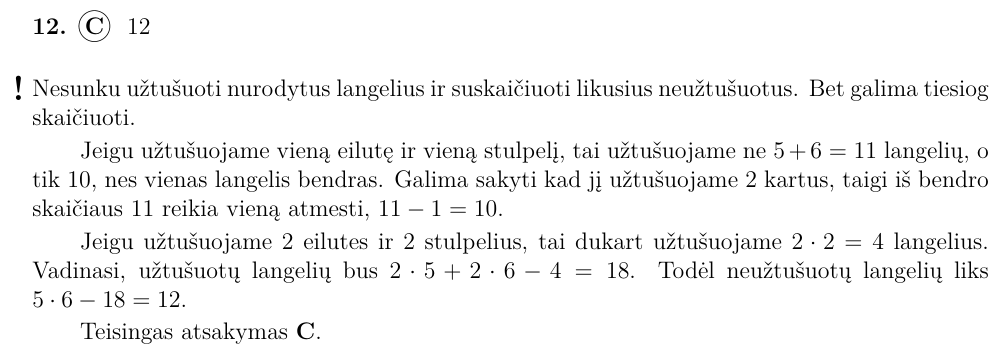 12. C 12
! Nesunku užtušuoti nurodytus langelius ir suskaičiuoti likusius neužtušuotus. Bet galima tiesiog
skaičiuoti.
Jeigu užtušuojame vieną eilutę ir vieną stulpelį, tai užtušuojame ne 5 + 6 = 11 langelių, o
tik 10, nes vienas langelis bendras. Galima sakyti kad jį užtušuojame 2 kartus, taigi iš bendro
skaičiaus 11 reikia vieną atmesti, 11 − 1 = 10.
Jeigu užtušuojame 2 eilutes ir 2 stulpelius, tai dukart užtušuojame 2 · 2 = 4 langelius.
Vadinasi, užtušuotų langelių bus 2 · 5 + 2 · 6 − 4 = 18. Todėl neužtušuotų langelių liks
5 · 6 − 18 = 12.
Teisingas atsakymas C.